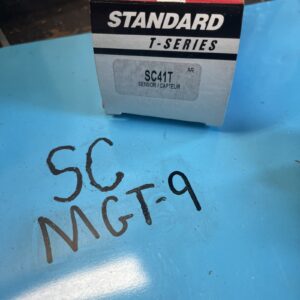 STANDARD
T-SERIES
SC41T
SENSOR / CAPTEUR
SC
MGT-9